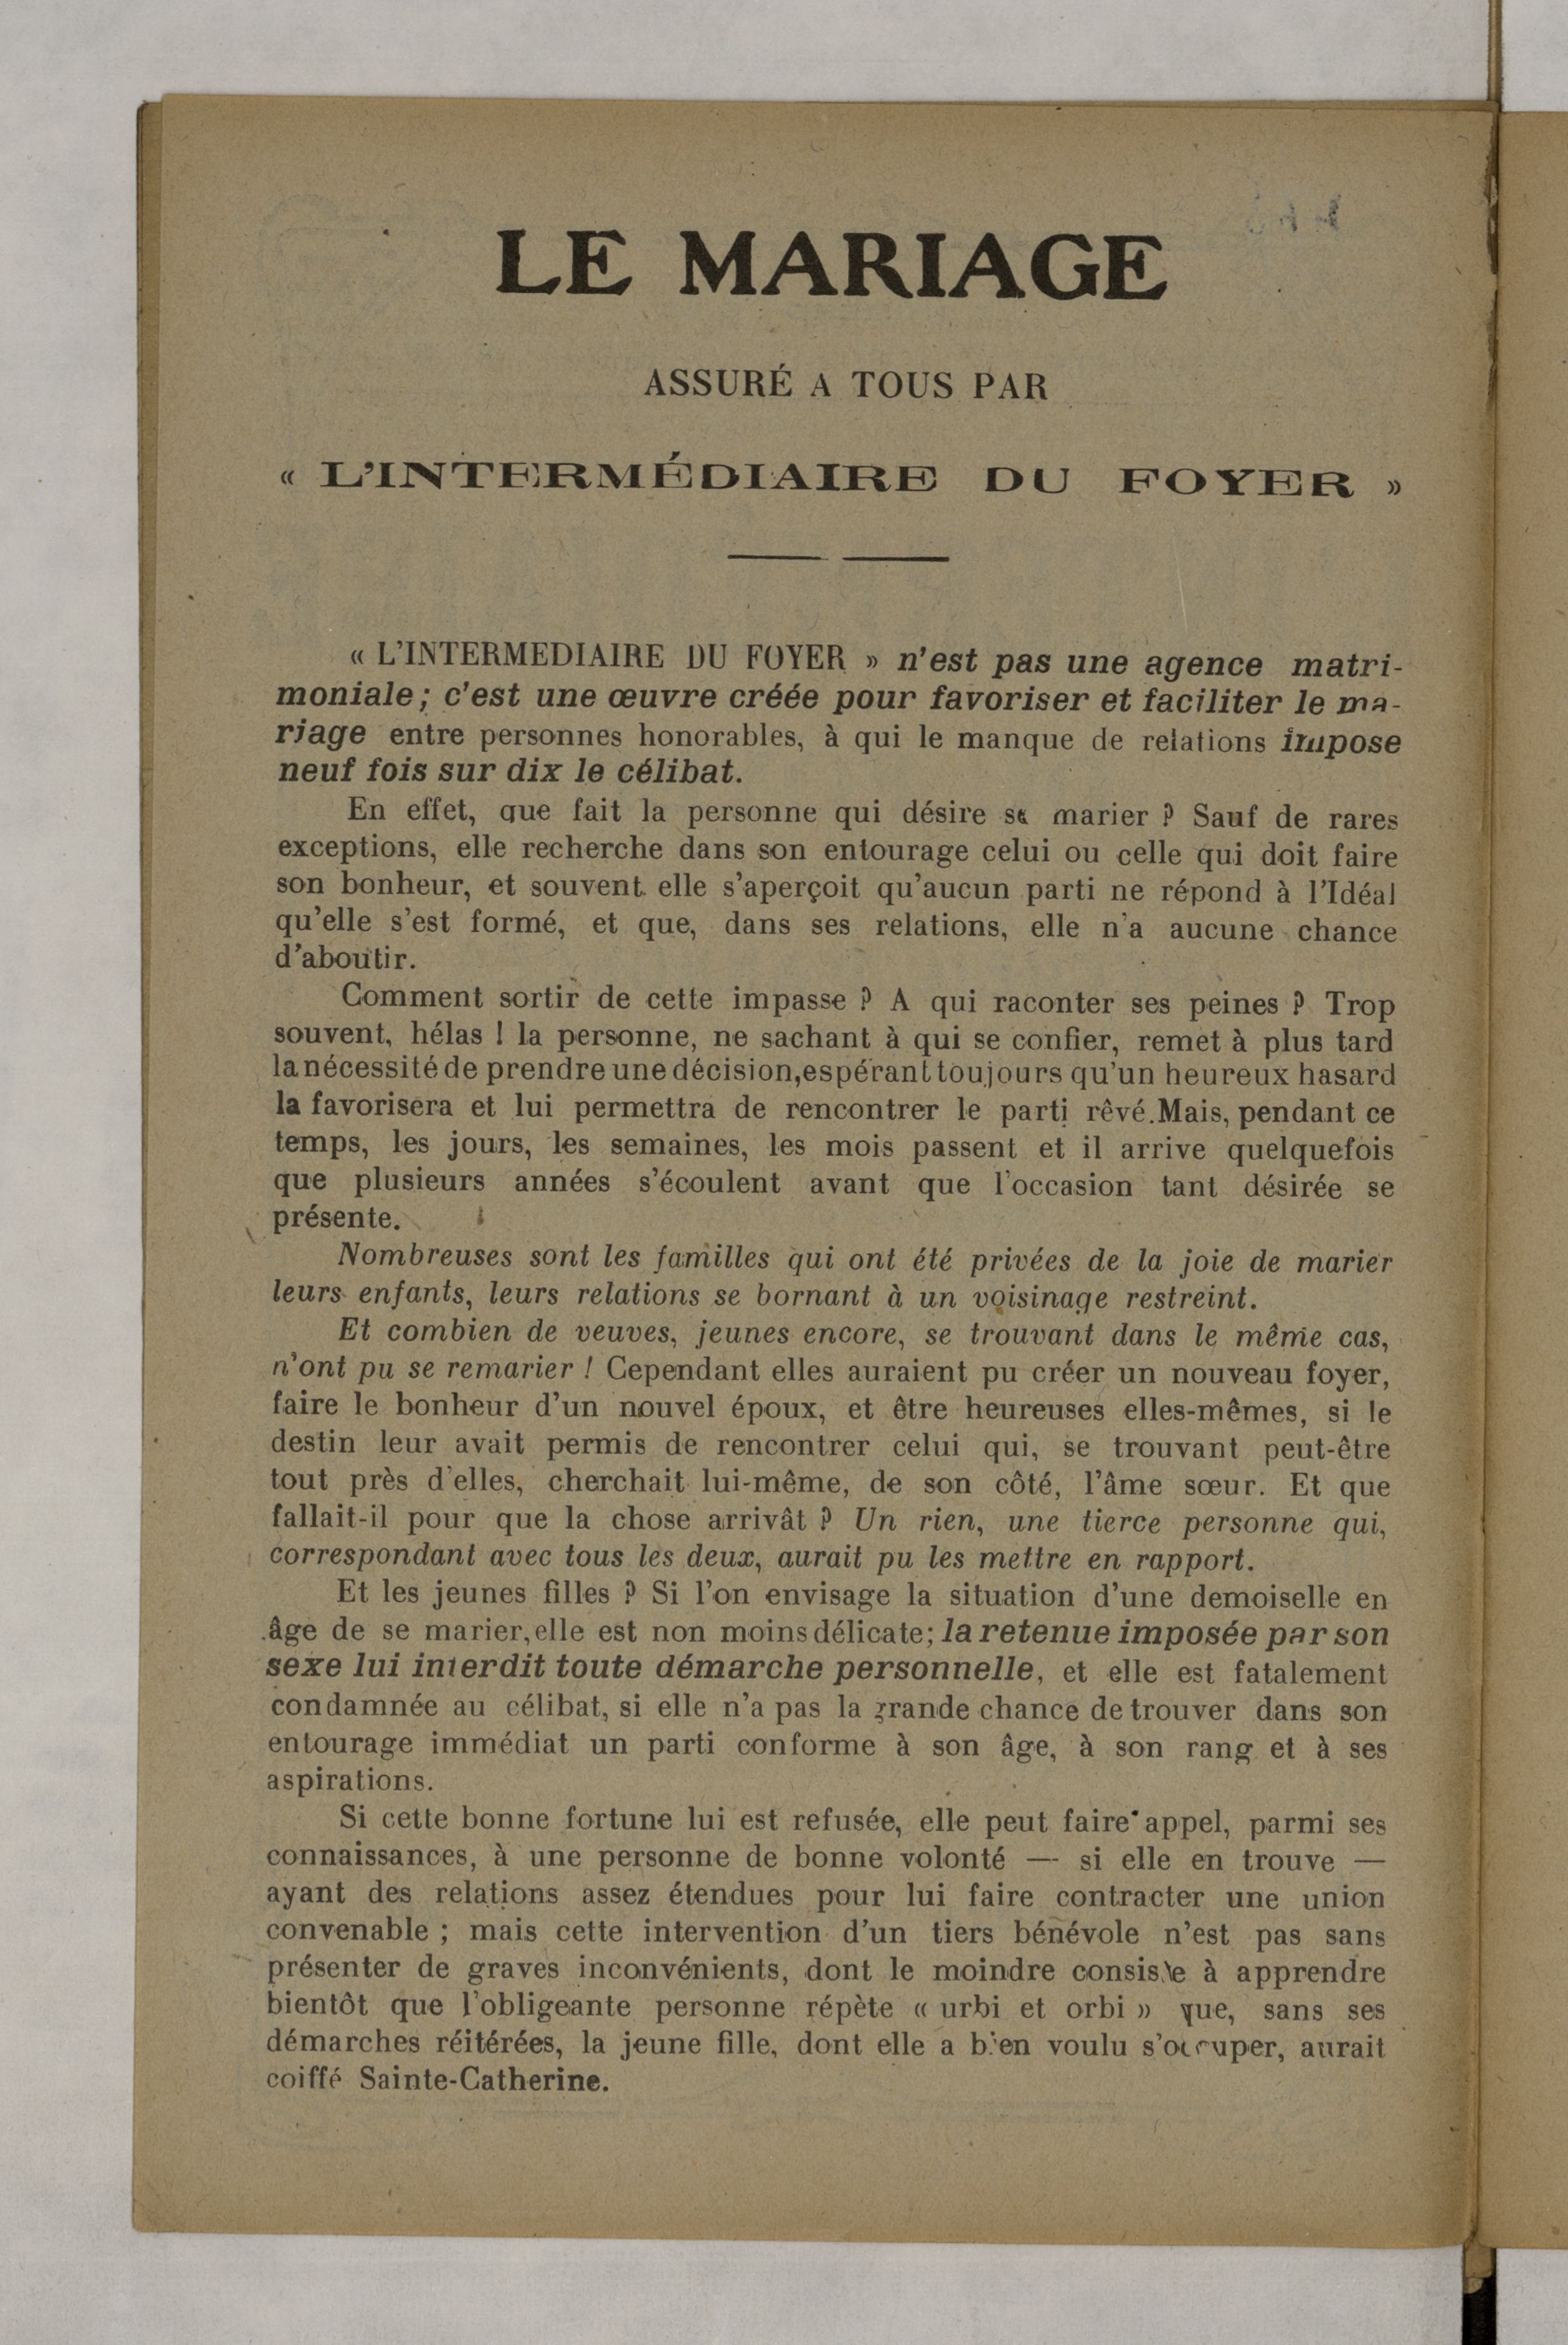 LE MARIAGE
ASSURÉ A TOUS PAR
« L'INTERMÉDIAIRE DU FOYER »
« L'INTERMEDIAIRE DU FOYER » n'est pas une agence matri-
moniale ; c'est une œuvre créée pour favoriser et faciliter le ma-
riage entre personnes honorables, à qui le manque de relations impose
neuf fois sur dix le célibat.
En effet, que fait la personne qui désire se marier ? Sauf de rares
exceptions, elle recherche dans son entourage celui ou celle qui doit faire
son bonheur, et souvent elle s'aperçoit qu'aucun parti ne répond à l'Idéal
qu'elle s'est formé, et que, dans ses relations, elle n'a aucune chance
d'aboutir.
Comment sortir de cette impasse ? A qui raconter ses peines ? Trop
souvent, hélas ! la personne, ne sachant à qui se confier, remet à plus tard
la nécessité de prendre une décision, espérant toujours qu'un heureux hasard
la favorisera et lui permettra de rencontrer le parti rêvé. Mais, pendant ce
temps, les jours, les semaines, les mois passent et il arrive quelquefois
que plusieurs années s'écoulent avant que l'occasion tant désirée se
présente.
Nombreuses sont les familles qui ont été privées de la joie de marier
leurs enfants, leurs relations se bornant à un voisinage restreint.
Et combien de veuves, jeunes encore, se trouvant dans le même cas,
n'ont pu se remarier ! Cependant elles auraient pu créer un nouveau foyer,
faire le bonheur d'un nouvel époux, et être heureuses elles-mêmes, si le
destin leur avait permis de rencontrer celui qui, se trouvant peut-être
tout près d'elles, cherchait lui-même, de son côté, l'âme sœur. Et que
fallait-il pour que la chose arrivât ? Un rien, une tierce personne qui,
correspondant avec tous les deux, aurait pu les mettre en rapport.
Et les jeunes filles ? Si l'on envisage la situation d'une demoiselle en
âge de se marier, elle est non moins délicate ; la retenue imposée par son
sexe lui interdit toute démarche personnelle, et elle est fatalement
condamnée au célibat, si elle n'a pas la grande chance de trouver dans son
entourage immédiat un parti conforme à son âge, à son rang et à ses
aspirations.
Si cette bonne fortune lui est refusée, elle peut faire appel, parmi ses
connaissances, à une personne de bonne volonté — si elle en trouve —
ayant des relations assez étendues pour lui faire contracter une union
convenable ; mais cette intervention d'un tiers bénévole n'est pas sans
présenter de graves inconvénients, dont le moindre consiste à apprendre
bientôt que l'obligeante personne répète « urbi et orbi » que, sans ses
démarches réitérées, la jeune fille, dont elle a bien voulu s'occuper, aurait
coiffé Sainte-Catherine.